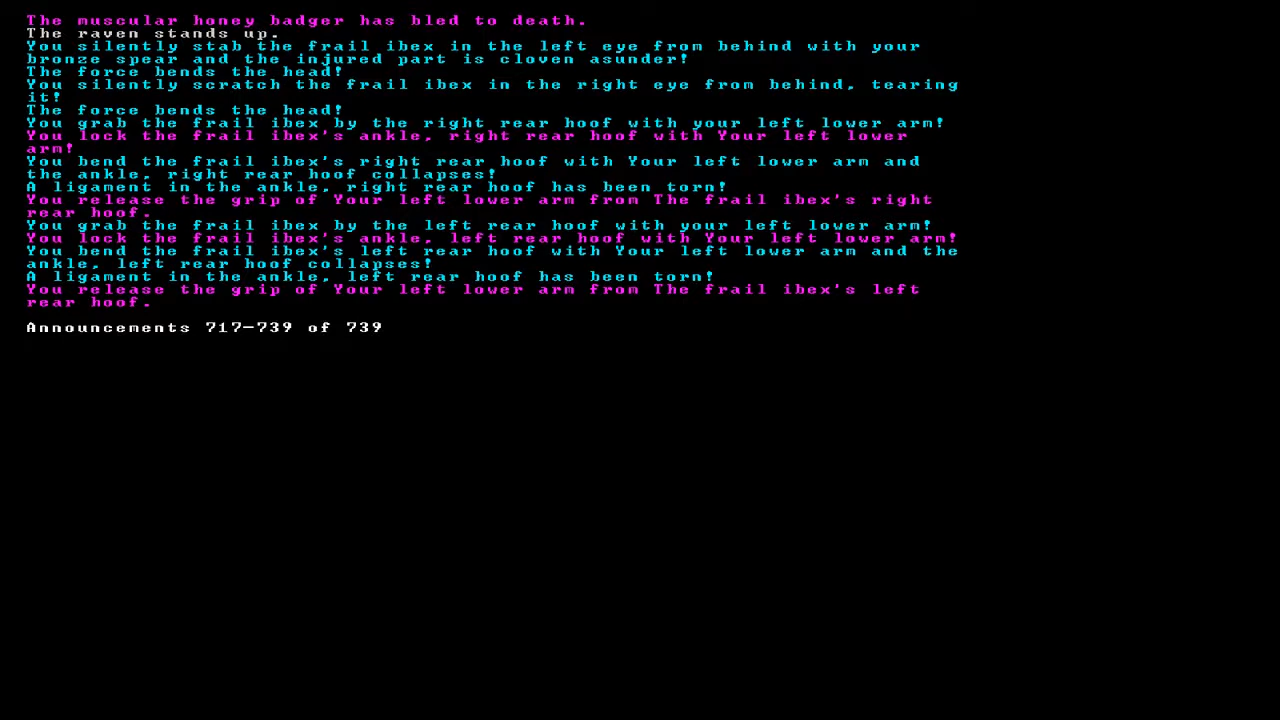 The muscular honey badger has bled to death.
The raven stands up.
You silently stab the frail ibex in the left eye from behind with your
bronze spear and the injured part is cloven asunder!
The force bends the head!
You silently scratch the frail ibex in the right eye from behind, tearing
it!
The force bends the head!
You grab the frail ibex by the right rear hoof with your left lower arm!
You lock the frail ibex's ankle, right rear hoof with Your left lower
arm!
You bend the frail ibex's right rear hoof with Your left lower arm and
the ankle, right rear hoof collapses!
A ligament in the ankle, right rear hoof has been torn!
You release the grip of Your left lower arm from The frail ibex's right
rear hoof.
You grab the frail ibex by the left rear hoof with your left lower arm!
You lock the frail ibex's ankle, left rear hoof with Your left lower arm!
You bend the frail ibex's left rear hoof with Your left lower arm and the
ankle, left rear hoof collapses!
A ligament in the ankle, left rear hoof has been torn!
You release the grip of Your left lower arm from The frail ibex's left
rear hoof.
Announcements 717-739 of 739